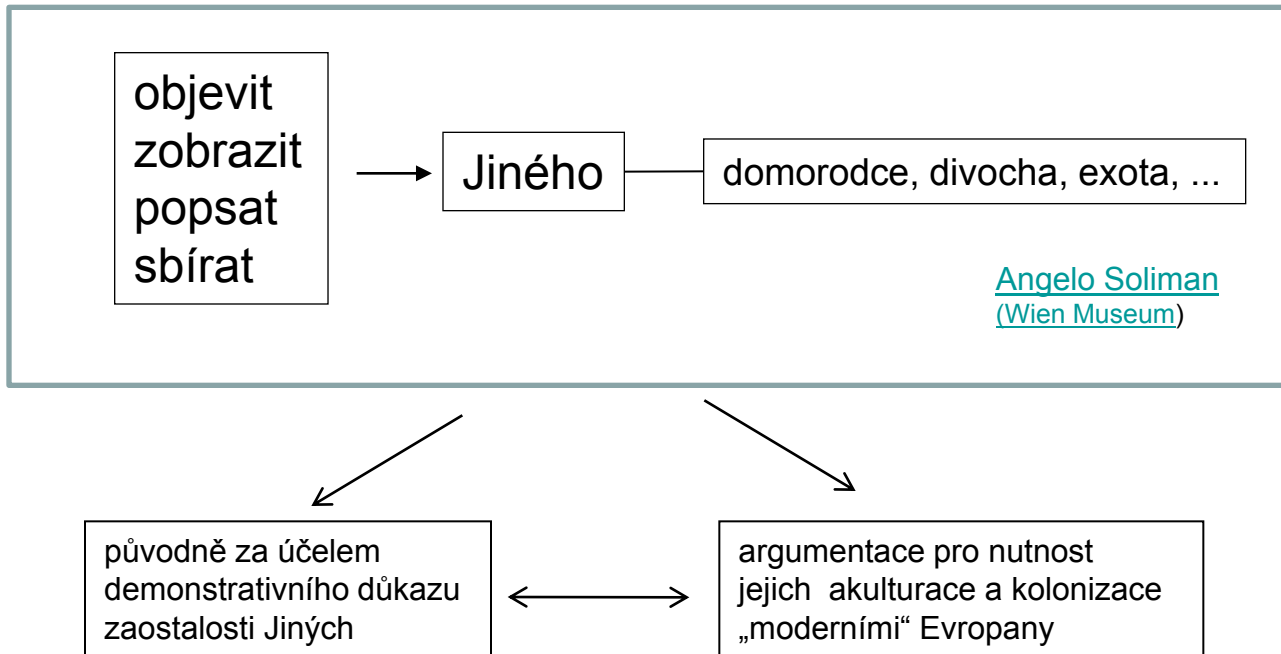 objevit
zobrazit
popsat
sbírat
Jiného
domorodce, divocha, exota, ...
Angelo Soliman
(Wien Museum)
původně za účelem
demonstrativního důkazu
zaostalosti Jiných
argumentace pro nutnost
jejich akulturace a kolonizace
„moderními“ Evropany